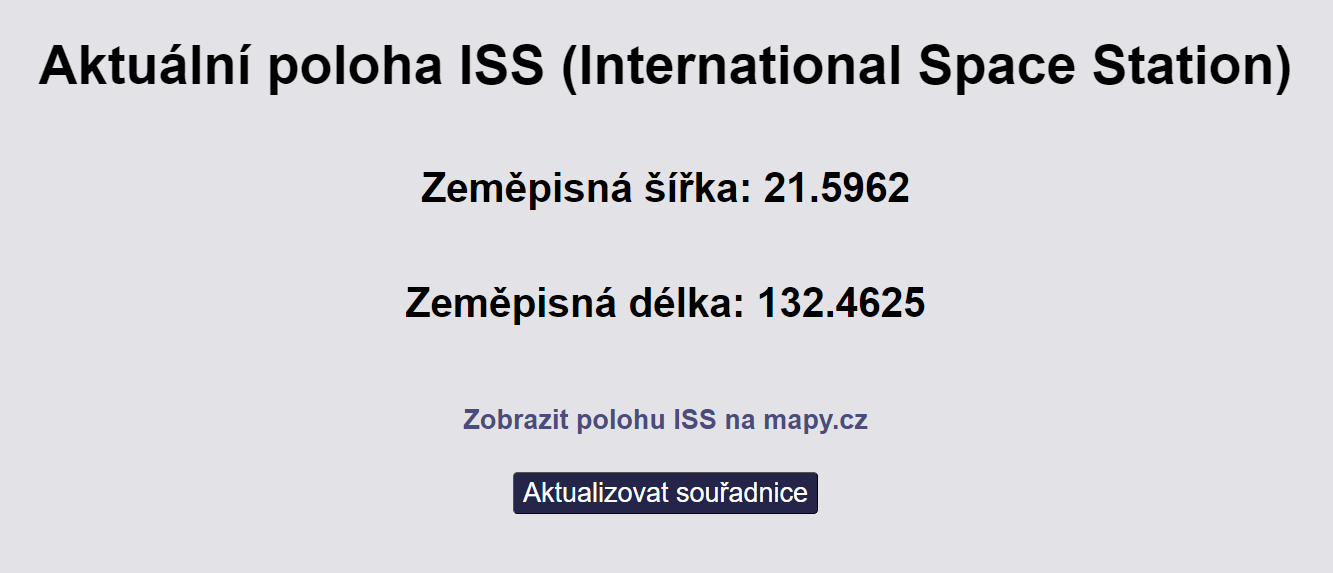 Aktuální poloha ISS (International Space Station)
Zeměpisná šířka: 21.5962
Zeměpisná délka: 132.4625
Zobrazit polohu ISS na mapy.cz
Aktualizovat souřadnice